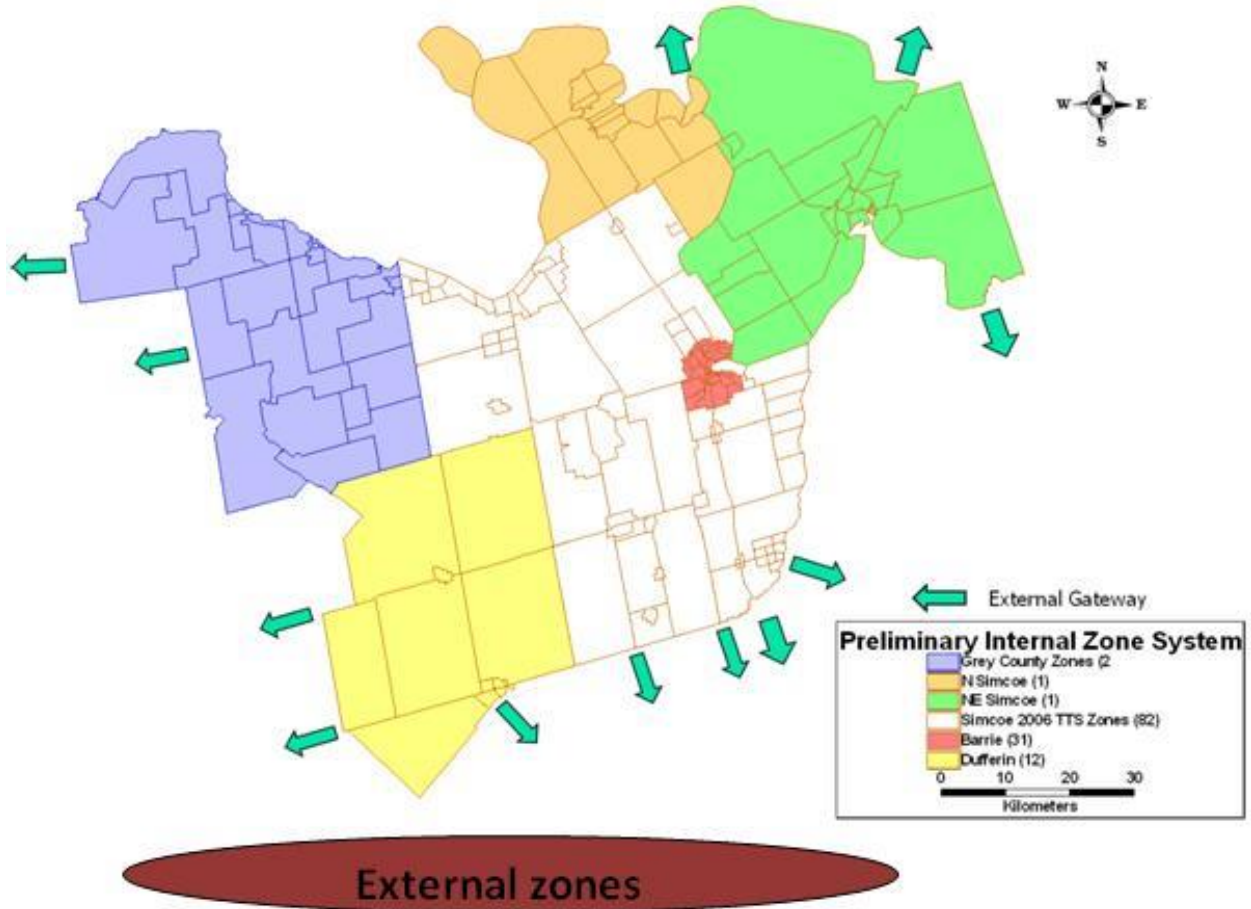 N
W E
S
External Gateway
Preliminary Internal Zone System
Grey County Zones (2
N Simcoe (1)
NE Simcoe (1)
Simcoe 2006 TTS Zones (82)
Barrie (31)
Dufferin (12)
0 10 20 30
Kilometers
External zones